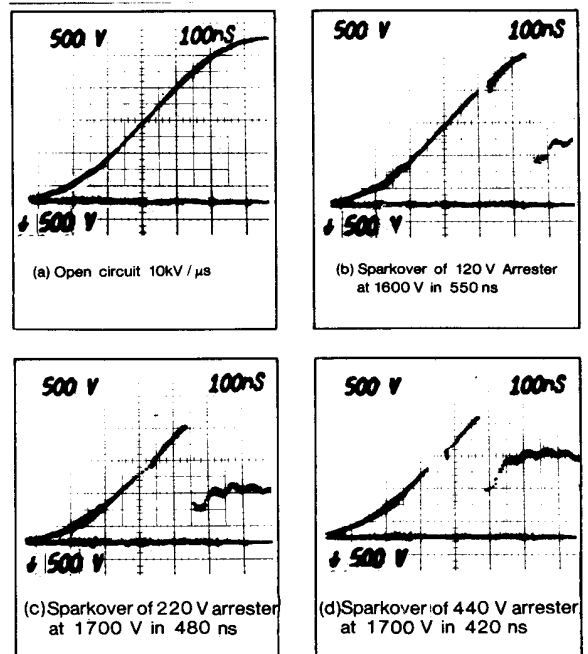 500 V 100nS
↓ 500 V
(a) Open circuit 10kV / µs
500 V 100nS
↓ 500 V
(b) Sparkover of 120 V Arrester
at 1600 V in 550 ns
500 V 100nS
↓ 500 V
(c) Sparkover of 220 V arrester
at 1700 V in 480 ns
500 V 100nS
↓ 500 V
(d) Sparkover of 440 V arrester
at 1700 V in 420 ns